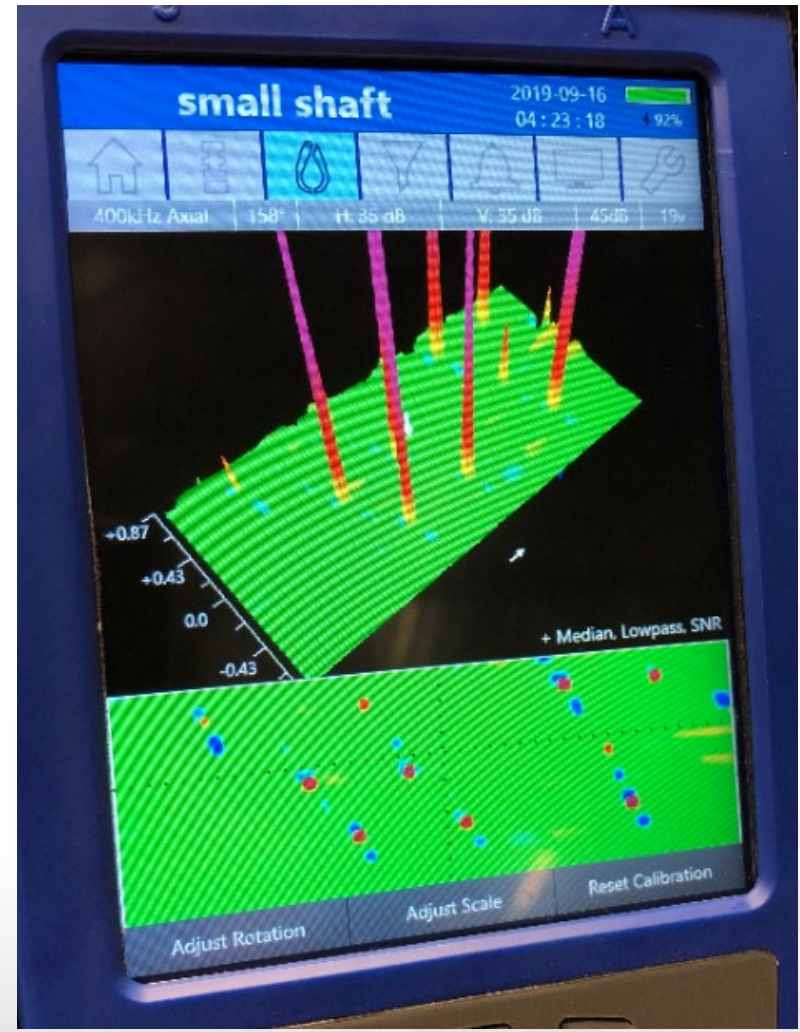 small shaft
2019-09-16
04:23:18
92%
400kHz Axial 158° H: 35 dB V: 35 dB 45dB 19v
+0.87
+0.43
0.0
-0.43
+ Median, Lowpass, SNR
Adjust Rotation
Adjust Scale
Reset Calibration